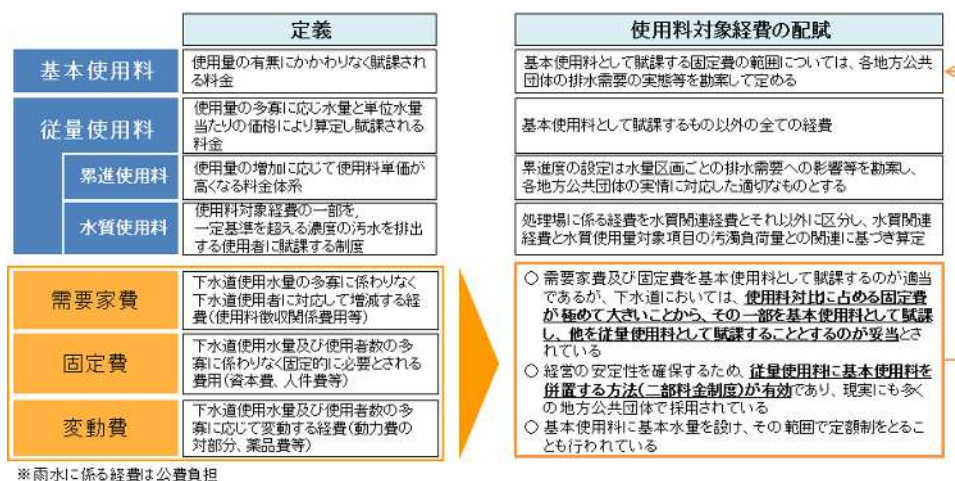 定義
使用料対象経費の配賦
基本使用料
使用量の有無にかかわりなく賦課され
る料金
基本使用料として賦課する固定費の範囲については、各地方公共
団体の排水需要の実態等を勘案して定める
従量使用料
使用量の多寡に応じ水量と単位水量
当たりの価格により算定し賦課される
料金
基本使用料として賦課するもの以外の全ての経費
累進使用料
使用量の増加に応じて使用料単価が
高くなる料金体系
累進度の設定は水量区画ごとの排水需要への影響等を勘案し、
各地方公共団体の実情に対応した適切なものとする
水質使用料
使用料対象経費の一部を,
一定基準を超える濃度の汚水を排出
する使用者に賦課する制度
処理場に係る経費を水質関連経費とそれ以外に区分し、水質関連
経費と水質使用量対象項目の汚濁負荷量との関連に基づき算定
需要家費
下水道使用水量の多寡に係わりなく
下水道使用者に対応して増減する経
費(使用料徴収関係費用等)
固定費
下水道使用水量及び使用者数の多
寡に係わりなく固定的に必要とされる
費用(資本費、人件費等)
変動費
下水道使用水量及び使用者数の多
寡に応じて変動する経費(動力費の
対部分、薬品費等)
○ 需要家費及び固定費を基本使用料として賦課するのが適当
であるが、下水道においては、使用料対比に占める固定費
が極めて大きいことから、その一部を基本使用料として賦課
し、他を従量使用料として賦課することとするのが妥当とさ
れている
○ 経営の安定性を確保するため、従量使用料に基本使用料を
併置する方法(二部料金制度)が有効であり、現実にも多く
の地方公共団体で採用されている
○ 基本使用料に基本水量を設け、その範囲で定額制をとるこ
とも行われている
※雨水に係る経費は公費負担